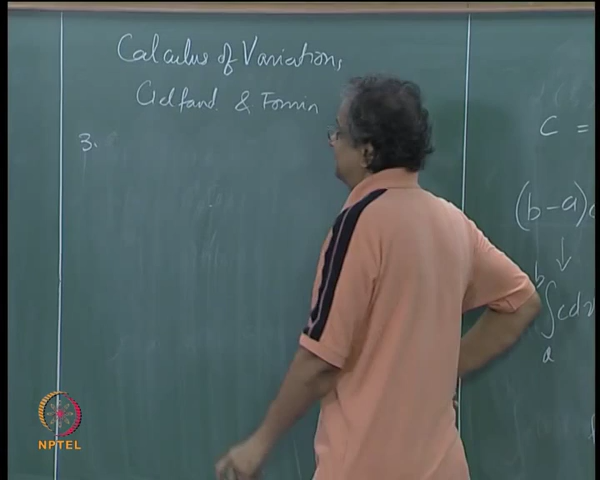 Calculus of Variations
Gelfand & Fomin
3.
C =
(b-a)
b
∫ cdx
a
NPTEL